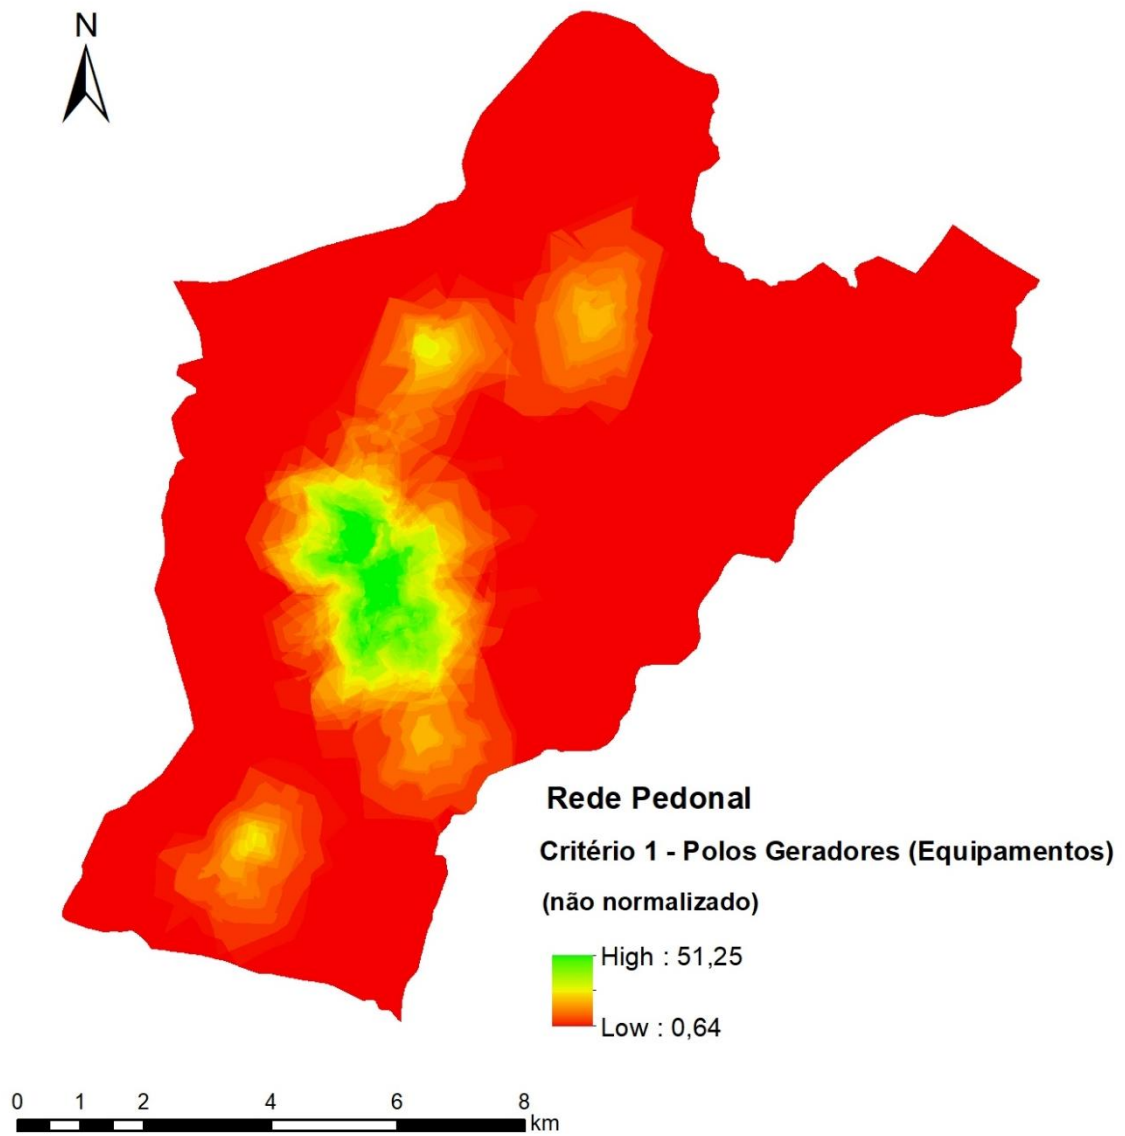 N
Rede Pedonal
Critério 1 - Polos Geradores (Equipamentos)
(não normalizado)
High : 51,25
Low : 0,64
0 1 2 4 6 8
km